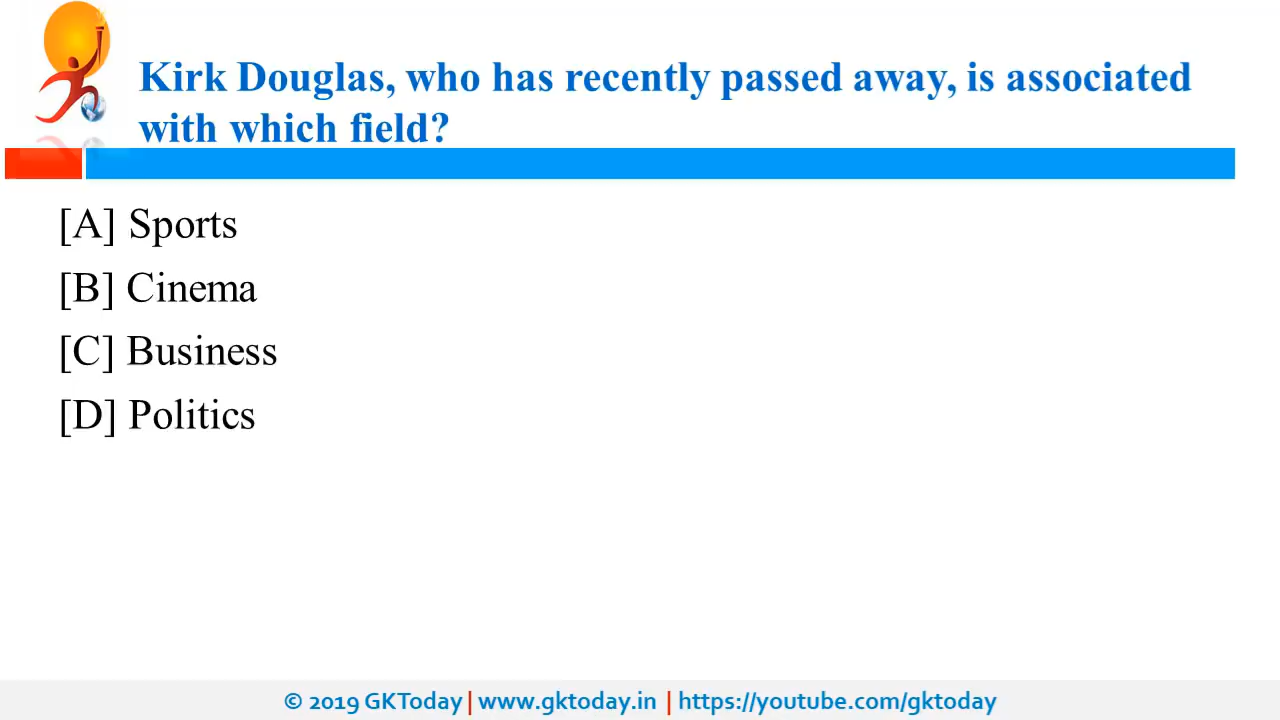 Kirk Douglas, who has recently passed away, is associated
with which field?
[A] Sports
[B] Cinema
[C] Business
[D] Politics
© 2019 GKToday | www.gktoday.in | https://youtube.com/gktoday